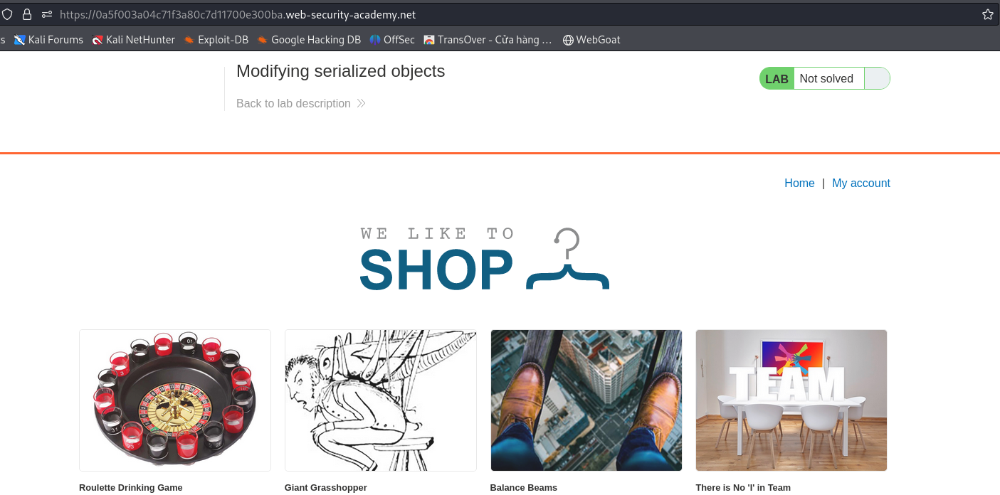 https://0a5f003a04c71f3a80c7d11700e300ba.web-security-academy.net
s Kali Forums Kali NetHunter Exploit-DB Google Hacking DB OffSec TransOver - Cửa hàng ... WebGoat
Modifying serialized objects
LAB Not solved
Back to lab description
Home | My account
WE LIKE TO
SHOP
TEAM
Roulette Drinking Game
Giant Grasshopper
Balance Beams
There is No 'I' in Team